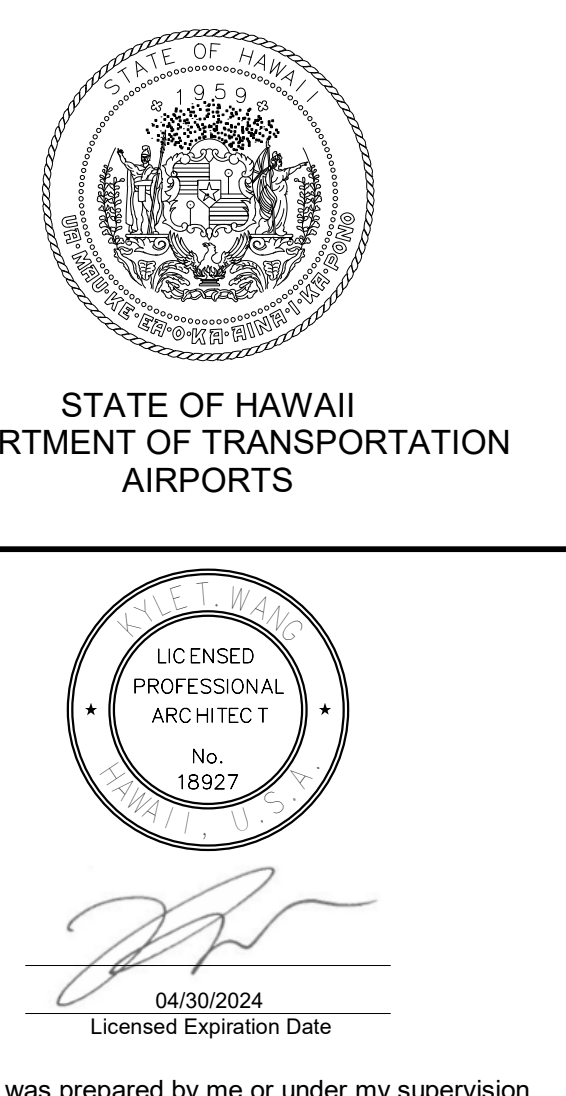 STATE OF HAWAII
1959
UA·MAU·KE·EA·O·KA·AINA·I·KA·PONO
STATE OF HAWAII
RTMENT OF TRANSPORTATION
AIRPORTS
KYLE T. WANG
LICENSED
PROFESSIONAL
ARCHITECT
No.
18927
HAWAII, U.S.A.
04/30/2024
Licensed Expiration Date
was prepared by me or under my supervision